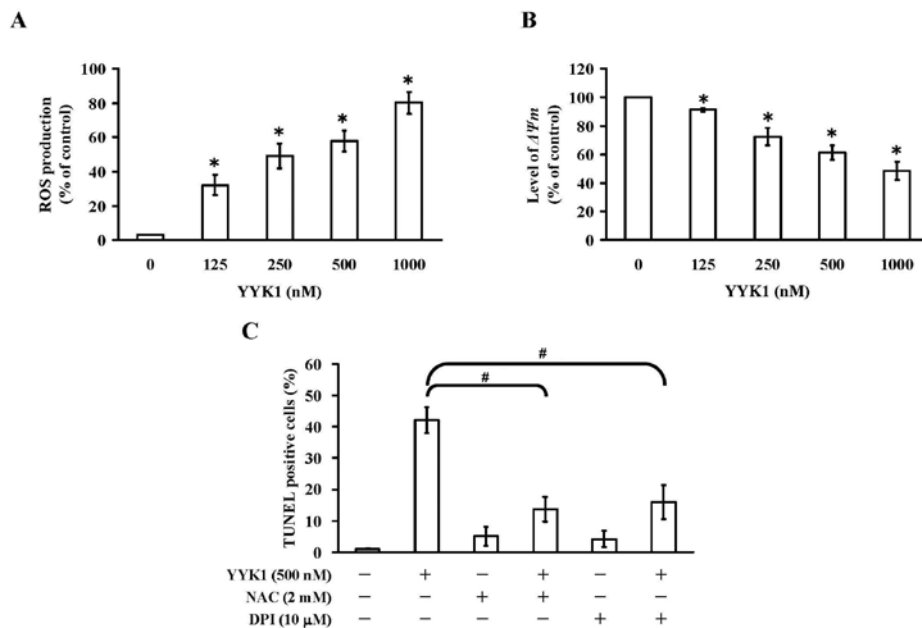 A
ROS production
(% of control)
100
80
60
40
20
0
*
*
*
*
0 125 250 500 1000
YYK1 (nM)
B
Level of ΔΨm
(% of control)
120
100
80
60
40
20
0
*
*
*
*
0 125 250 500 1000
YYK1 (nM)
C
TUNEL positive cells (%)
60
50
40
30
20
10
0
#
#
YYK1 (500 nM) – + – + – +
NAC (2 mM) – – + + – –
DPI (10 μM) – – – – + +